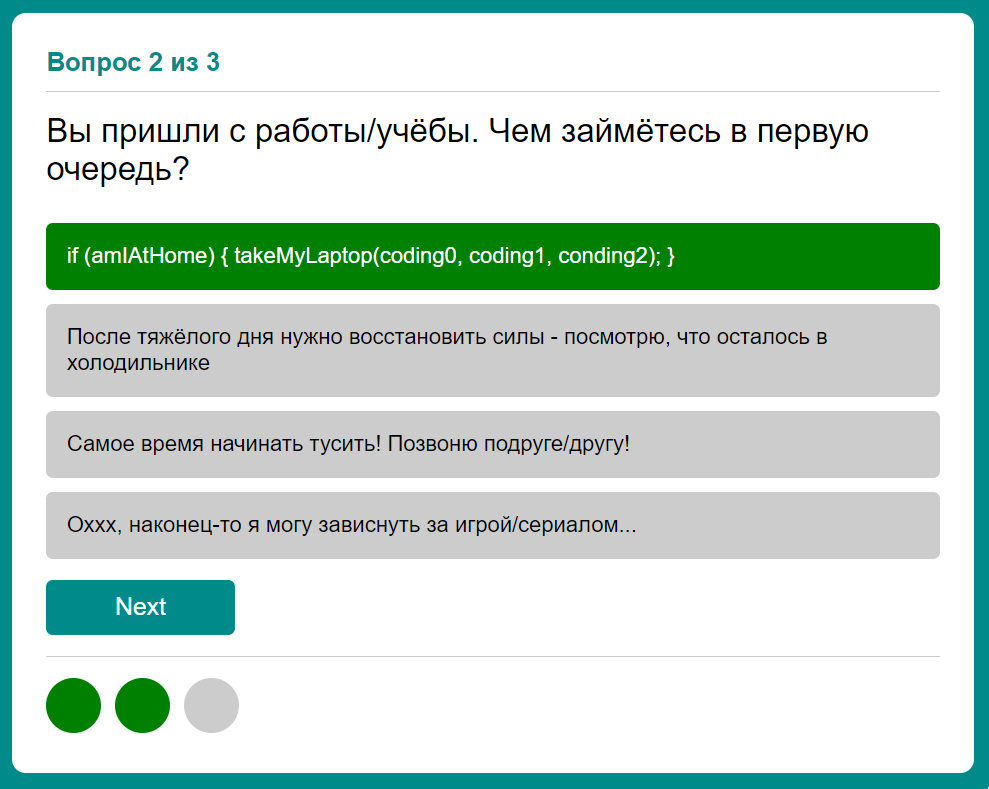 Вопрос 2 из 3
Вы пришли с работы/учёбы. Чем займётесь в первую
очередь?
if (amIAtHome) { takeMyLaptop(coding0, coding1, conding2); }
После тяжёлого дня нужно восстановить силы - посмотрю, что осталось в
холодильнике
Самое время начинать тусить! Позвоню подруге/другу!
Оххх, наконец-то я могу зависнуть за игрой/сериалом...
Next